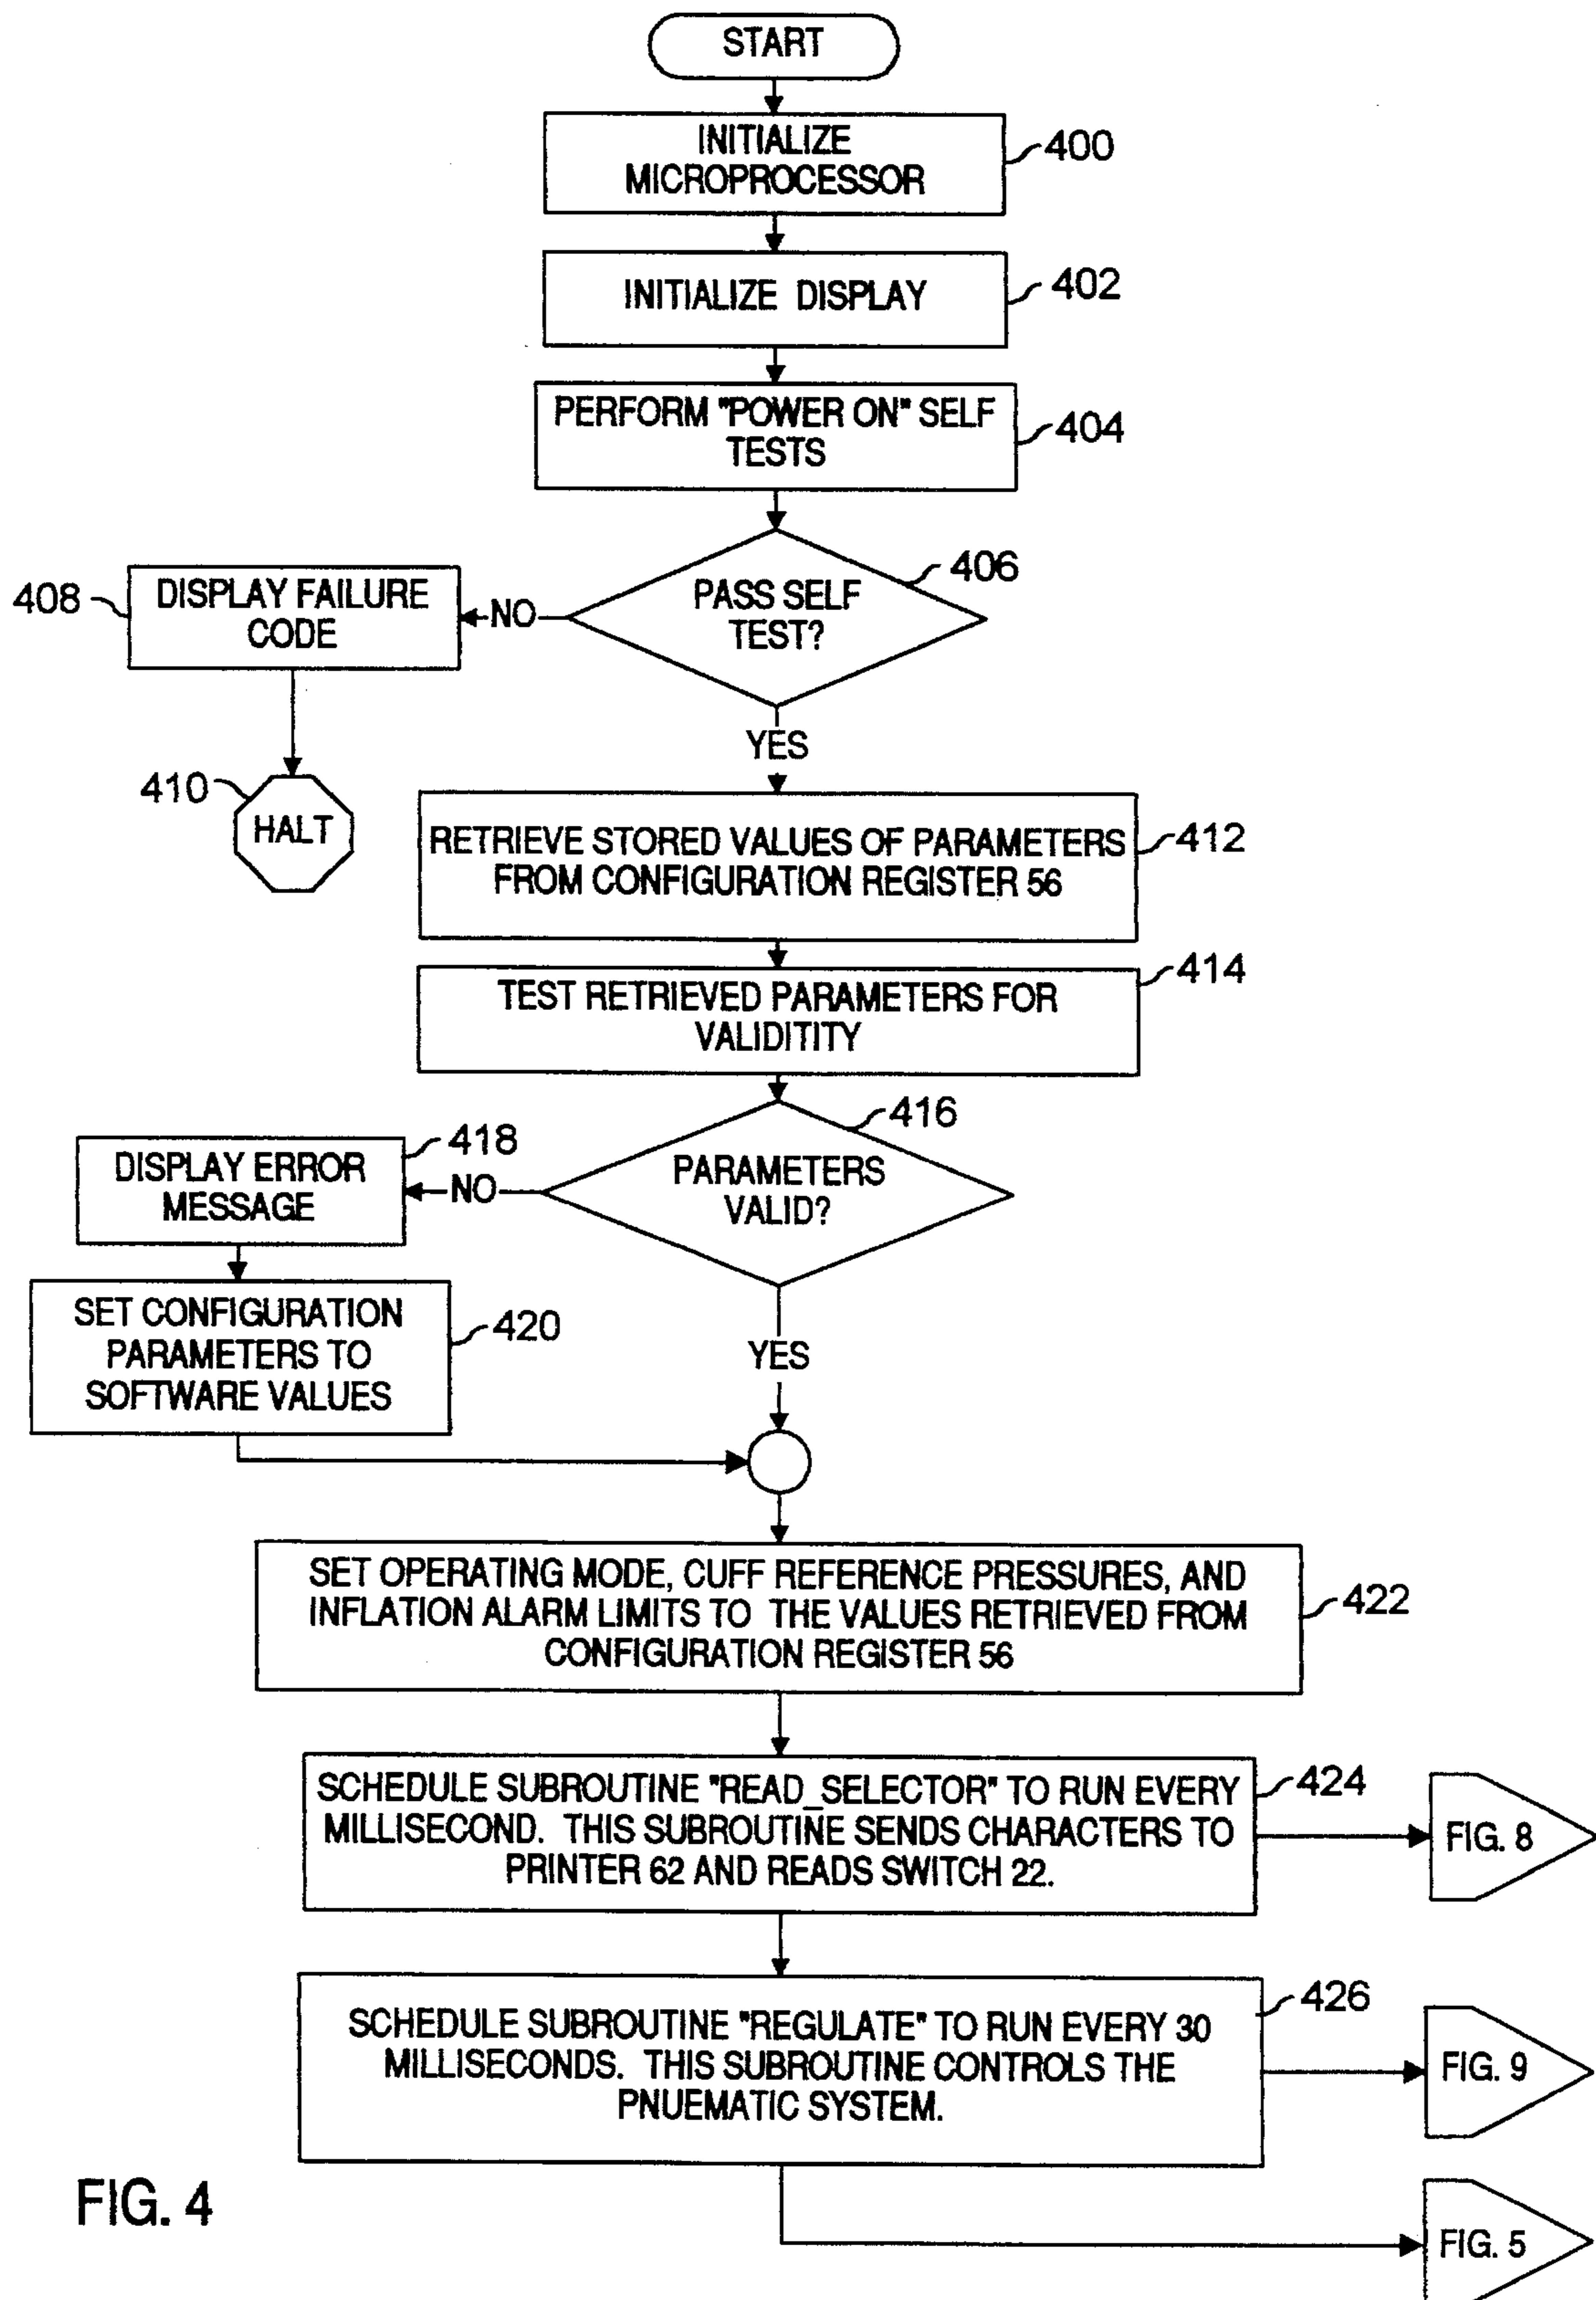 START
INITIALIZE
MICROPROCESSOR
400
INITIALIZE DISPLAY
402
PERFORM "POWER ON" SELF
TESTS
404
406
PASS SELF
TEST?
NO
408
DISPLAY FAILURE
CODE
YES
410
HALT
RETRIEVE STORED VALUES OF PARAMETERS
FROM CONFIGURATION REGISTER 56
412
TEST RETRIEVED PARAMETERS FOR
VALIDITITY
414
416
PARAMETERS
VALID?
NO
418
DISPLAY ERROR
MESSAGE
SET CONFIGURATION
PARAMETERS TO
SOFTWARE VALUES
420
YES
SET OPERATING MODE, CUFF REFERENCE PRESSURES, AND
INFLATION ALARM LIMITS TO THE VALUES RETRIEVED FROM
CONFIGURATION REGISTER 56
422
SCHEDULE SUBROUTINE "READ_SELECTOR" TO RUN EVERY
MILLISECOND. THIS SUBROUTINE SENDS CHARACTERS TO
PRINTER 62 AND READS SWITCH 22.
424
FIG. 8
SCHEDULE SUBROUTINE "REGULATE" TO RUN EVERY 30
MILLISECONDS. THIS SUBROUTINE CONTROLS THE
PNUEMATIC SYSTEM.
426
FIG. 9
FIG. 4
FIG. 5